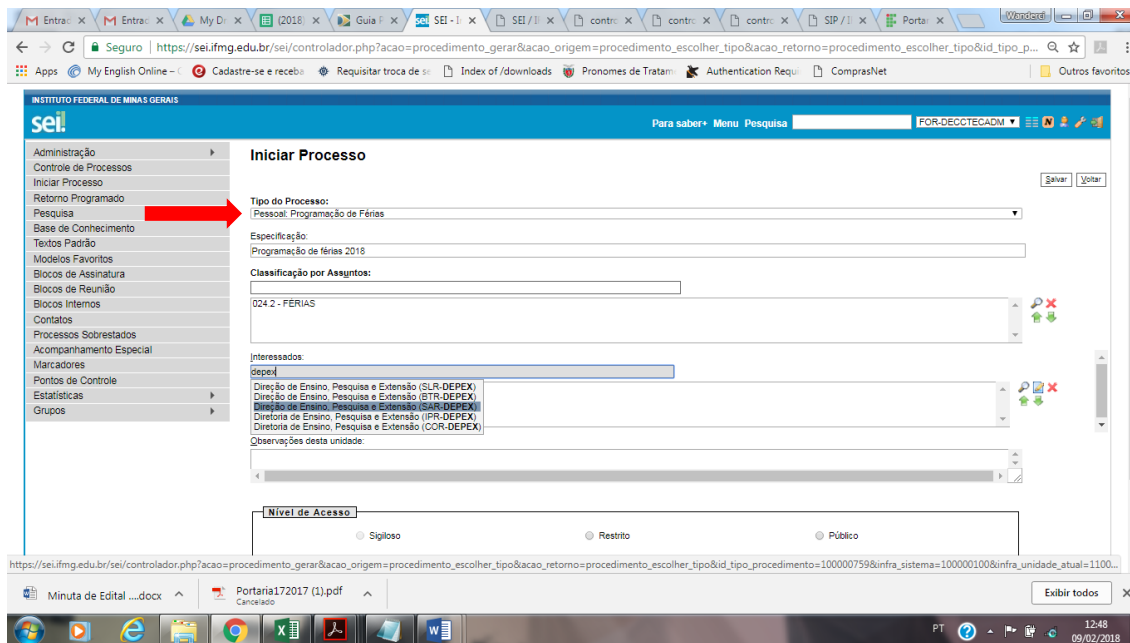 Entrac
Entrac
My Dr
(2018)
Guia F
SEI - I
SEI / I
contro
contro
contro
SIP / I
Portar
Wanderci
Seguro | https://sei.ifmg.edu.br/sei/controlador.php?acao=procedimento_gerar&acao_origem=procedimento_escolher_tipo&acao_retorno=procedimento_escolher_tipo&id_tipo_p...
Apps My English Online – Cadastre-se e receba Requisitar troca de se Index of /downloads Pronomes de Tratame Authentication Requi ComprasNet Outros favoritos
INSTITUTO FEDERAL DE MINAS GERAIS
sei!
Para saber+ Menu Pesquisa FOR-DECCTECADM
Administração
Controle de Processos
Iniciar Processo
Retorno Programado
Pesquisa
Base de Conhecimento
Textos Padrão
Modelos Favoritos
Blocos de Assinatura
Blocos de Reunião
Blocos Internos
Contatos
Processos Sobrestados
Acompanhamento Especial
Marcadores
Pontos de Controle
Estatísticas
Grupos
Iniciar Processo
Salvar Voltar
Tipo do Processo:
Pessoal: Programação de Férias
Especificação:
Programação de férias 2018
Classificação por Assuntos:
024.2 - FÉRIAS
Interessados:
depex
Direção de Ensino, Pesquisa e Extensão (SLR-DEPEX)
Direção de Ensino, Pesquisa e Extensão (BTR-DEPEX)
Direção de Ensino, Pesquisa e Extensão (SAR-DEPEX)
Diretoria de Ensino, Pesquisa e Extensão (IPR-DEPEX)
Diretoria de Ensino, Pesquisa e Extensão (COR-DEPEX)
Observações desta unidade:
Nível de Acesso
Sigiloso Restrito Público
https://sei.ifmg.edu.br/sei/controlador.php?acao=procedimento_gerar&acao_origem=procedimento_escolher_tipo&acao_retorno=procedimento_escolher_tipo&id_tipo_procedimento=100000759&infra_sistema=100000100&infra_unidade_atual=1100...
Minuta de Edital ....docx
Portaria172017 (1).pdf
Cancelado
Exibir todos
PT
12:48
09/02/2018